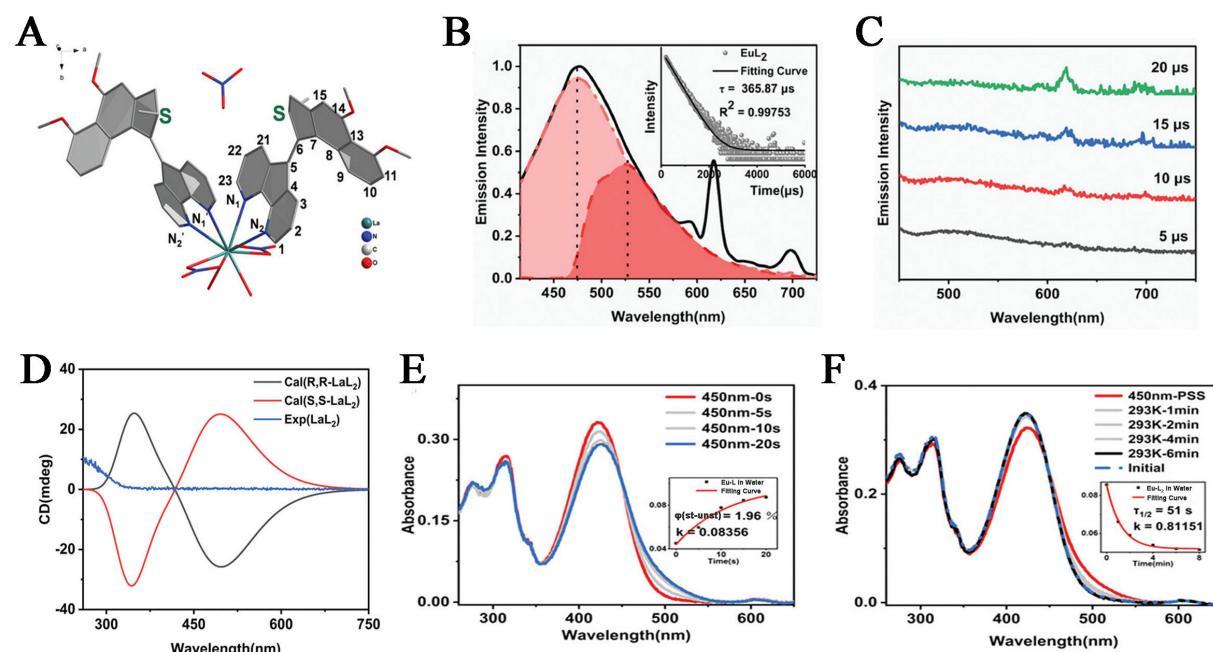 A
c
a
b
S
S
15
14
13
21
22
6
7
8
11
5
9
10
23
4
N₁
N₁
3
N₂
N₂
2
1
La
N
C
O
B
Emission Intensity
1.0
0.8
0.6
0.4
0.2
0.0
450 500 550 600 650 700
Wavelength(nm)
EuL₂
Fitting Curve
τ = 365.87 μs
R² = 0.99753
Intensity
0 2000 4000 6000
Time(μs)
C
Emission Intensity
20 μs
15 μs
10 μs
5 μs
500 600 700
Wavelength(nm)
D
CD(mdeg)
40
20
0
-20
-40
300 450 600 750
Wavelength(nm)
Cal(R,R-LaL₂)
Cal(S,S-LaL₂)
Exp(LaL₂)
E
Absorbance
0.30
0.15
0.00
300 400 500 600
Wavelength(nm)
450nm-0s
450nm-5s
450nm-10s
450nm-20s
Eu-L in Water
Fitting Curve
φ(st-unst) = 1.96 %
k = 0.08356
0.08
0.04
0 10 20
Time(s)
F
Absorbance
0.4
0.2
0.0
300 400 500 600
Wavelength(nm)
450nm-PSS
293K-1min
293K-2min
293K-4min
293K-6min
Initial
Eu-L₂ in Water
Fitting Curve
τ₁/₂ = 51 s
k = 0.81151
0.08
0.06
0 2 4 6 8
Time(min)